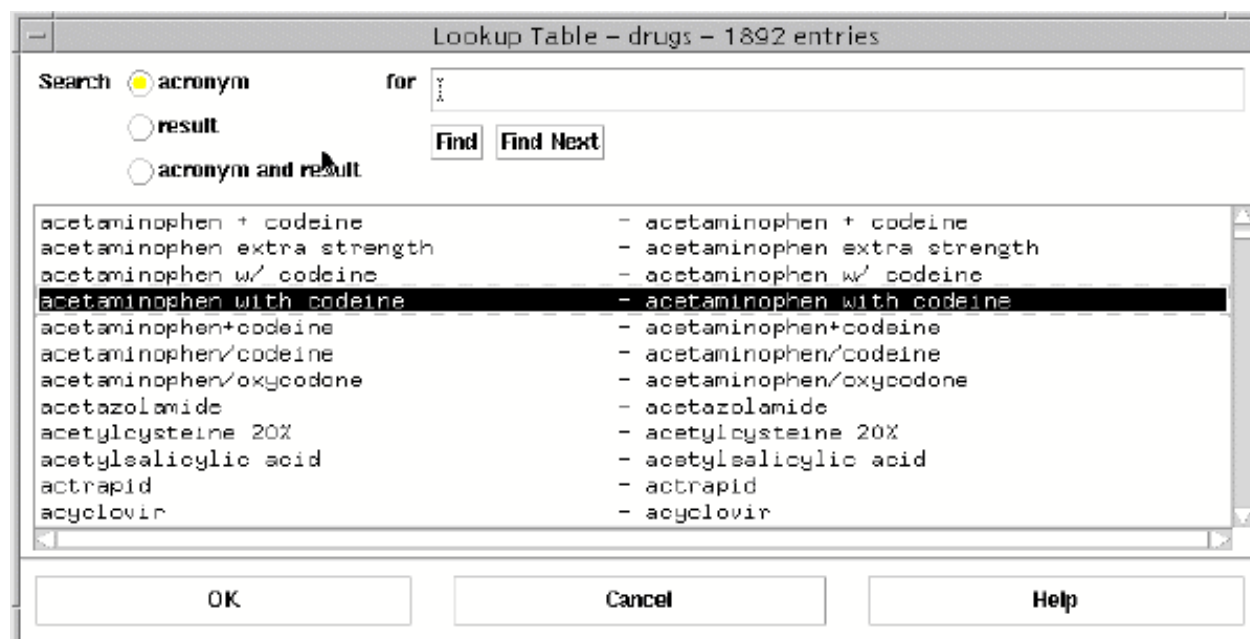 Lookup Table – drugs – 1892 entries
Search acronym for
result
Find Find Next
acronym and result
acetaminophen + codeine – acetaminophen + codeine
acetaminophen extra strength – acetaminophen extra strength
acetaminophen w/ codeine – acetaminophen w/ codeine
acetaminophen with codeine – acetaminophen with codeine
acetaminophen+codeine – acetaminophen+codeine
acetaminophen/codeine – acetaminophen/codeine
acetaminophen/oxycodone – acetaminophen/oxycodone
acetazolamide – acetazolamide
acetylcysteine 20% – acetylcysteine 20%
acetylsalicylic acid – acetylsalicylic acid
actrapid – actrapid
acyclovir – acyclovir
OK Cancel Help